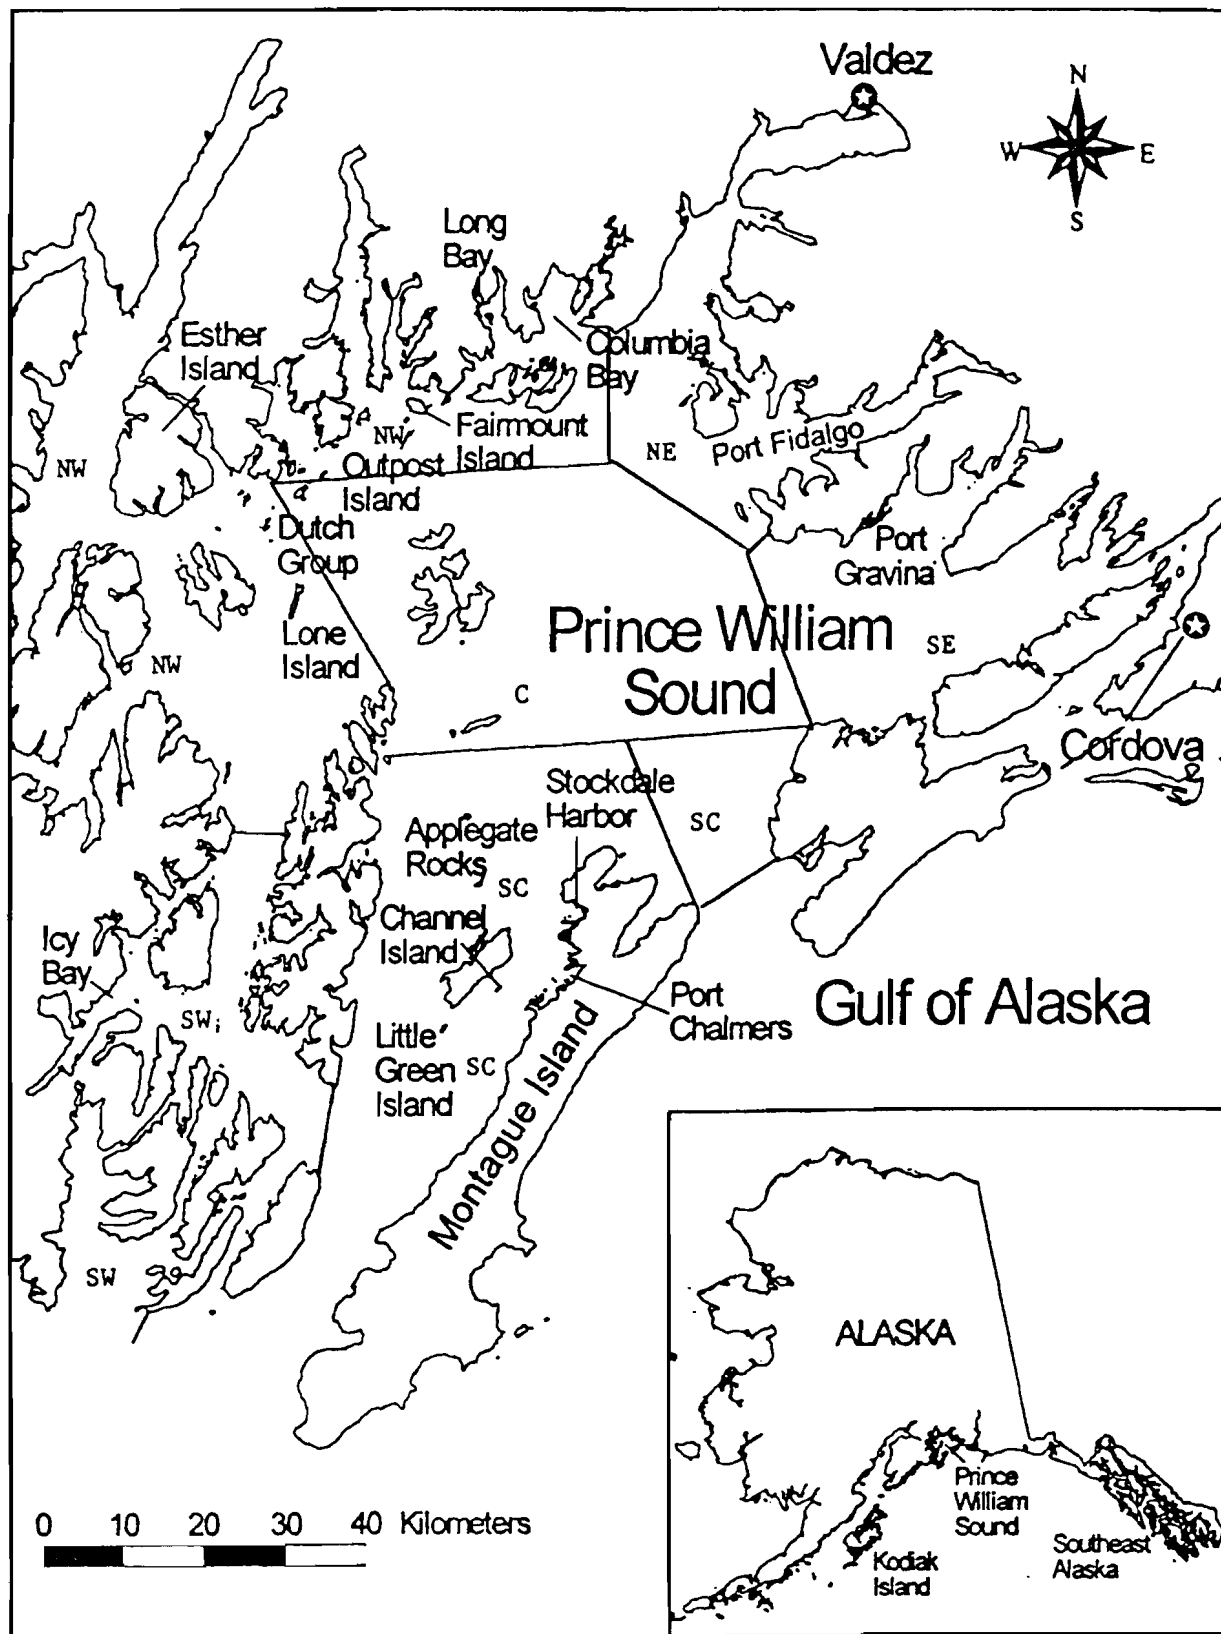 Valdez
N
W
E
S
Long
Bay
Esther
Island
Columbia
Bay
NW
Fairmount
Island
NE
Port Fidalgo
NW
Outpost
Island
Dutch
Group
Port
Gravina
Lone
Island
Prince William
Sound
SE
NW
C
Cordova
Stockdale
Harbor
Applegate
Rocks
SC
SC
Channel
Island
Icy
Bay
Port
Chalmers
Gulf of Alaska
SW
Little
Green
Island
SC
Montague Island
SW
ALASKA
Prince
William
Sound
Southeast
Alaska
Kodiak
Island
0 10 20 30 40 Kilometers